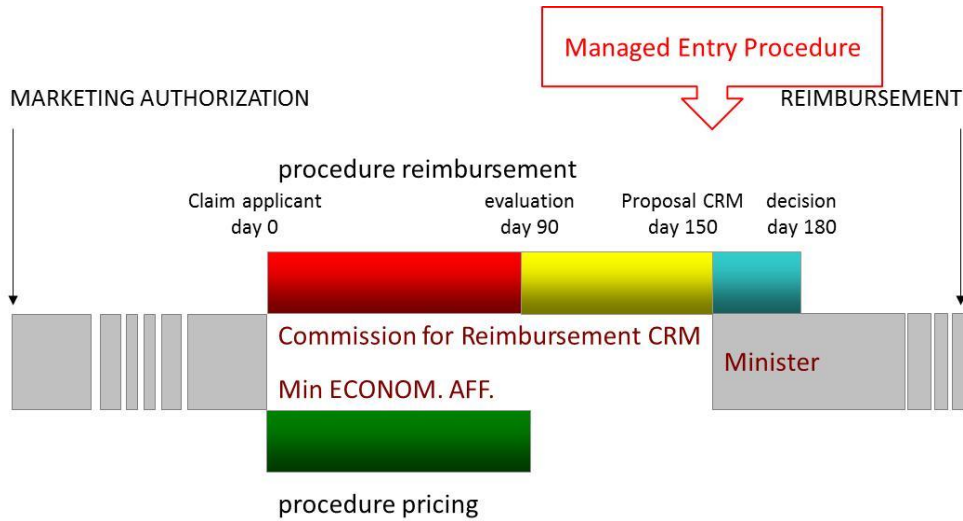 Managed Entry Procedure
MARKETING AUTHORIZATION
REIMBURSEMENT
procedure reimbursement
Claim applicant
day 0
evaluation
day 90
Proposal CRM
day 150
decision
day 180
Commission for Reimbursement CRM
Minister
Min ECONOM. AFF.
procedure pricing